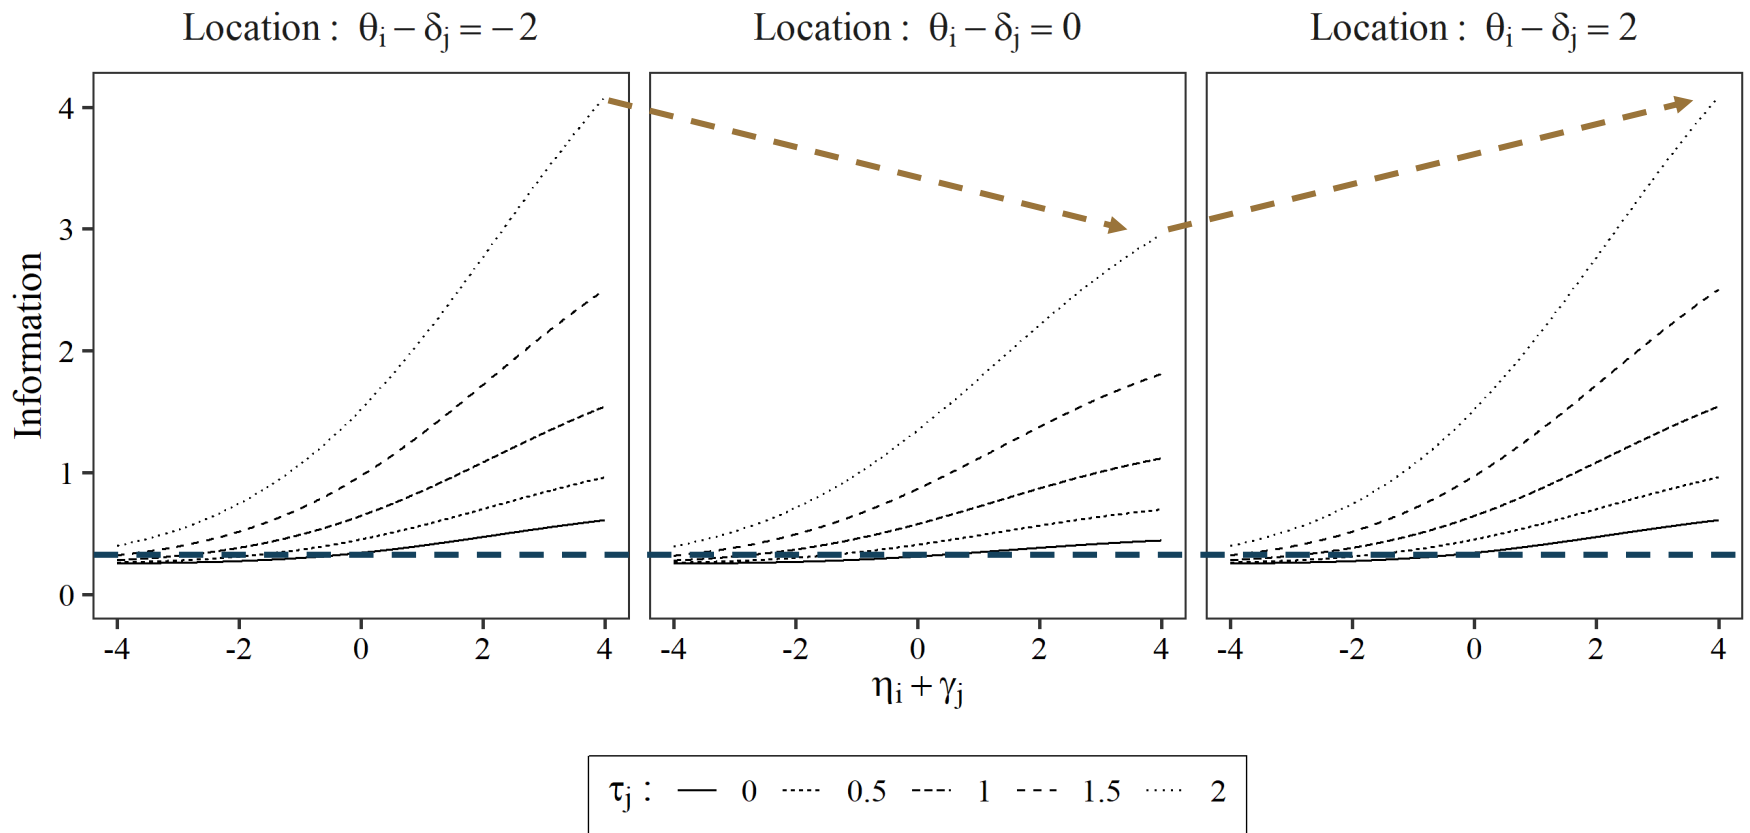 Location : θi − δj = −2
Location : θi − δj = 0
Location : θi − δj = 2
Information
4
3
2
1
0
-4 -2 0 2 4
-4 -2 0 2 4
-4 -2 0 2 4
ηi + γj
τj : 0 0.5 1 1.5 2